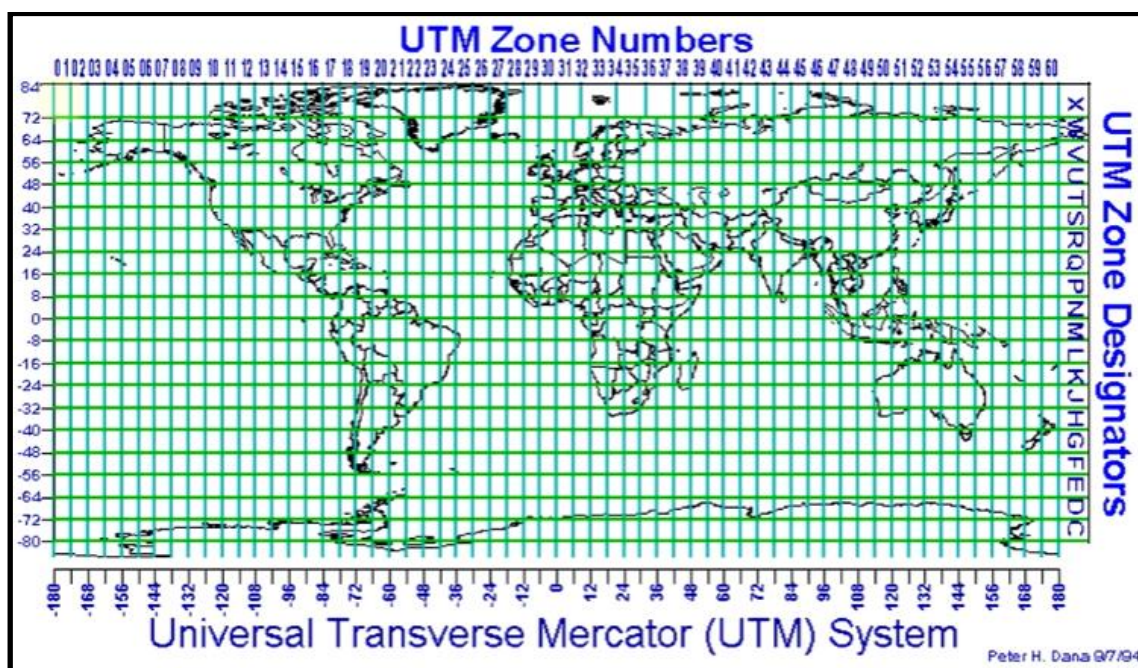 UTM Zone Numbers
01 02 03 04 05 06 07 08 09 10 11 12 13 14 15 16 17 18 19 20 21 22 23 24 25 26 27 28 29 30 31 32 33 34 35 36 37 38 39 40 41 42 43 44 45 46 47 48 49 50 51 52 53 54 55 56 57 58 59 60
84
72
64
56
48
40
32
24
16
8
0
-8
-16
-24
-32
-40
-48
-56
-64
-72
-80
X
W
V
U
T
S
R
Q
P
N
M
L
K
J
H
G
F
E
D
C
UTM Zone Designators
-180 -168 -156 -144 -132 -120 -108 -96 -84 -72 -60 -48 -36 -24 -12 0 12 24 36 48 60 72 84 96 108 120 132 144 156 168 180
Universal Transverse Mercator (UTM) System
Peter H. Dana 9/7/94